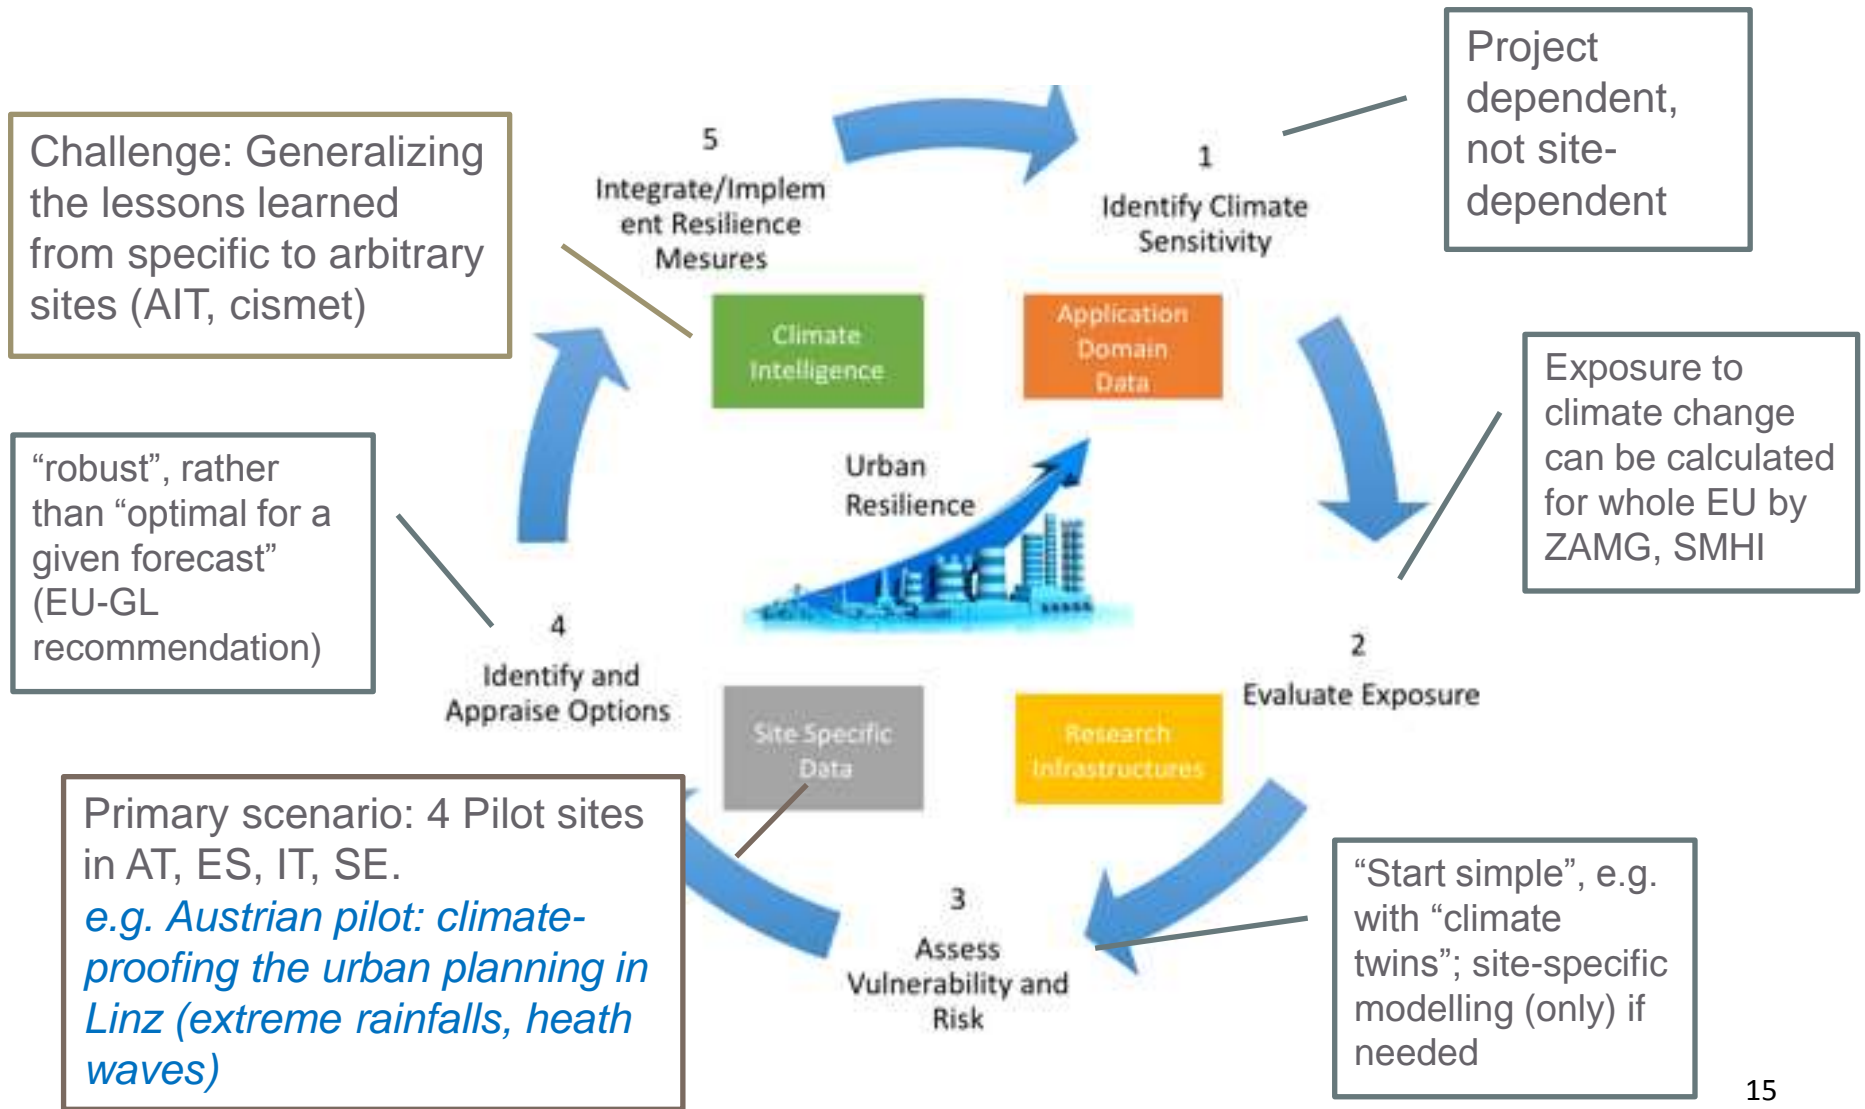 Project
dependent,
not site-
dependent
Challenge: Generalizing
the lessons learned
from specific to arbitrary
sites (AIT, cismet)
5
Integrate/Implem
ent Resilience
Mesures
1
Identify Climate
Sensitivity
Climate
Intelligence
Application
Domain
Data
Exposure to
climate change
can be calculated
for whole EU by
ZAMG, SMHI
“robust”, rather
than “optimal for a
given forecast”
(EU-GL
recommendation)
Urban
Resilience
4
Identify and
Appraise Options
2
Evaluate Exposure
Site Specific
Data
Research
Infrastructures
Primary scenario: 4 Pilot sites
in AT, ES, IT, SE.
e.g. Austrian pilot: climate-
proofing the urban planning in
Linz (extreme rainfalls, heath
waves)
3
Assess
Vulnerability and
Risk
“Start simple”, e.g.
with “climate
twins”; site-specific
modelling (only) if
needed
15